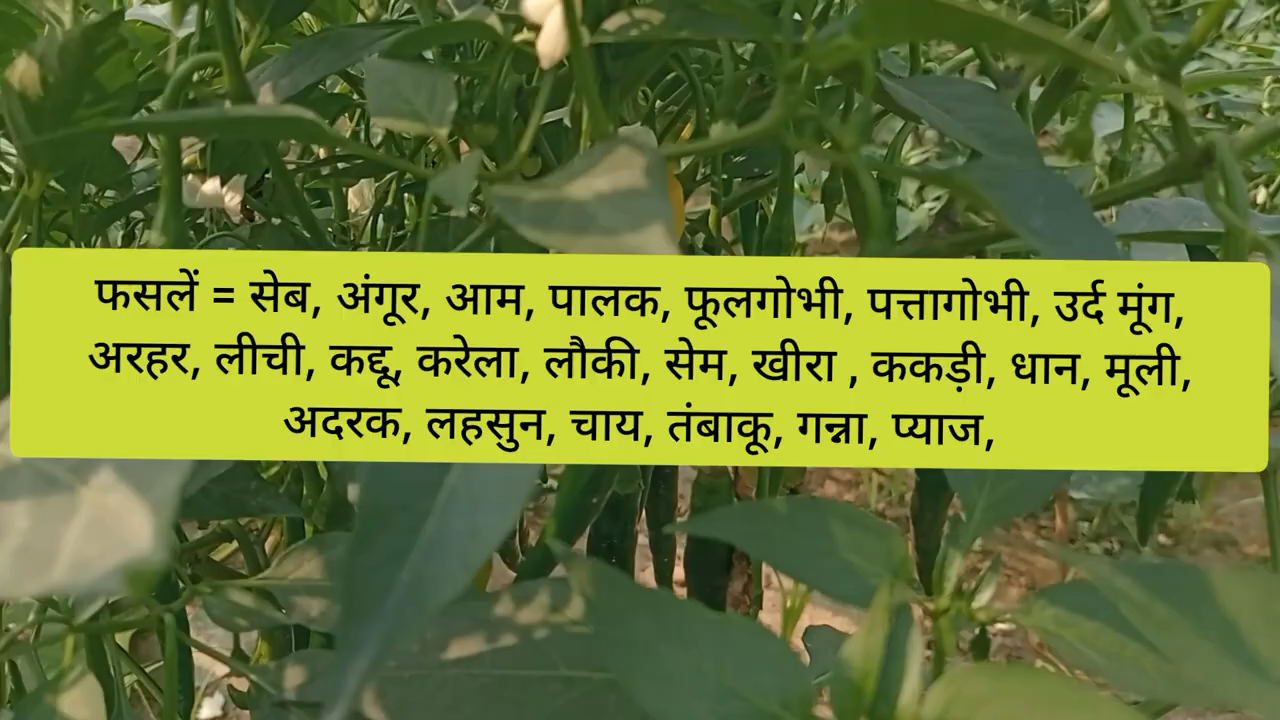 फसलें = सेब, अंगूर, आम, पालक, फूलगोभी, पत्तागोभी, उर्द मूंग,
अरहर, लीची, कद्दू, करेला, लौकी, सेम, खीरा , ककड़ी, धान, मूली,
अदरक, लहसुन, चाय, तंबाकू, गन्ना, प्याज,